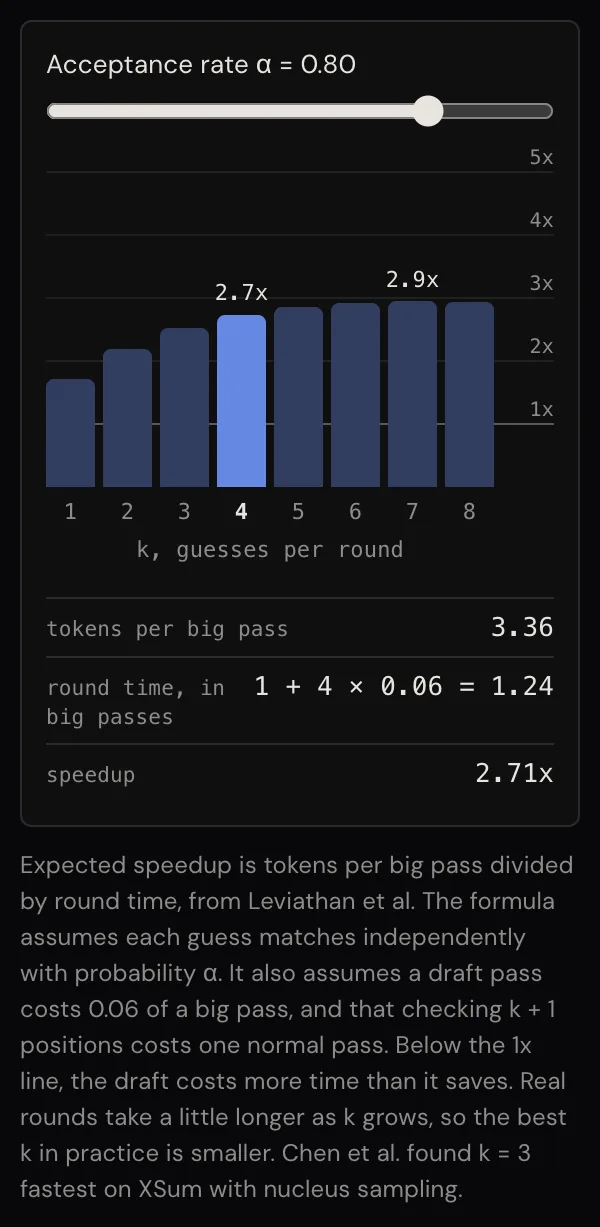 Acceptance rate α = 0.80
5x
4x
3x
2.7x
2.9x
2x
1x
1 2 3 4 5 6 7 8
k, guesses per round
tokens per big pass 3.36
round time, in 1 + 4 × 0.06 = 1.24
big passes
speedup 2.71x
Expected speedup is tokens per big pass divided
by round time, from Leviathan et al. The formula
assumes each guess matches independently
with probability α. It also assumes a draft pass
costs 0.06 of a big pass, and that checking k + 1
positions costs one normal pass. Below the 1x
line, the draft costs more time than it saves. Real
rounds take a little longer as k grows, so the best
k in practice is smaller. Chen et al. found k = 3
fastest on XSum with nucleus sampling.